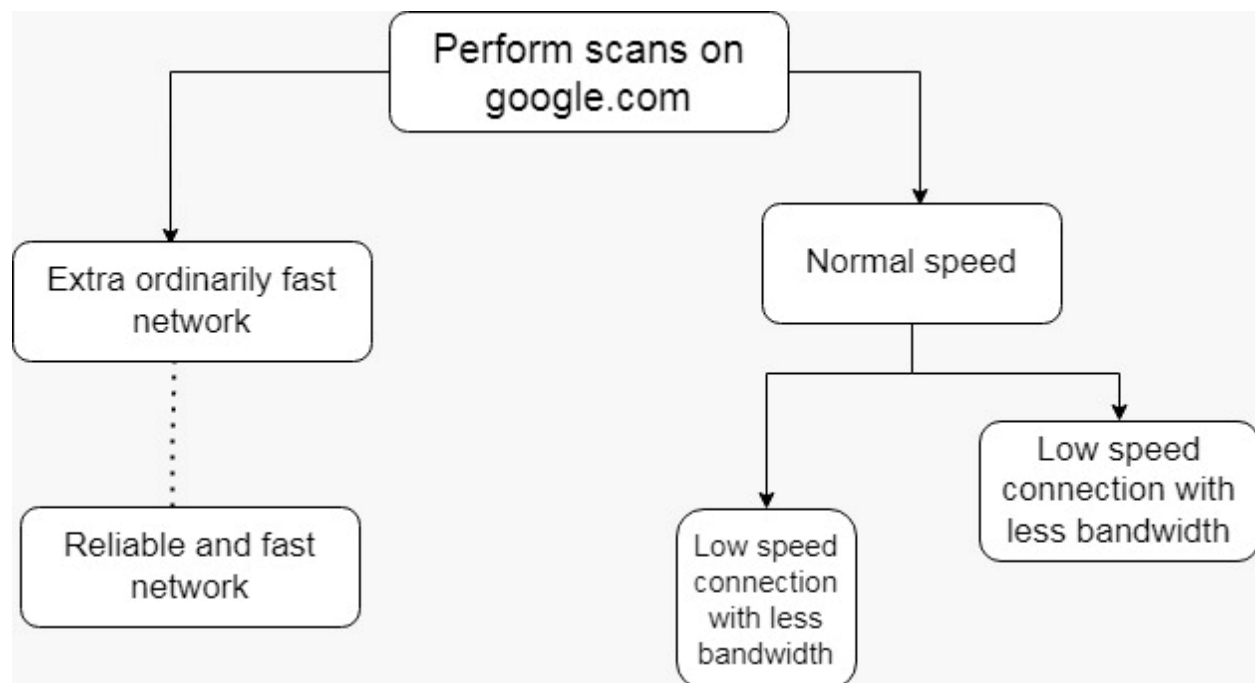 Perform scans on
google.com
Extra ordinarily fast
network
Normal speed
Reliable and fast
network
Low speed
connection
with less
bandwidth
Low speed
connection with
less bandwidth